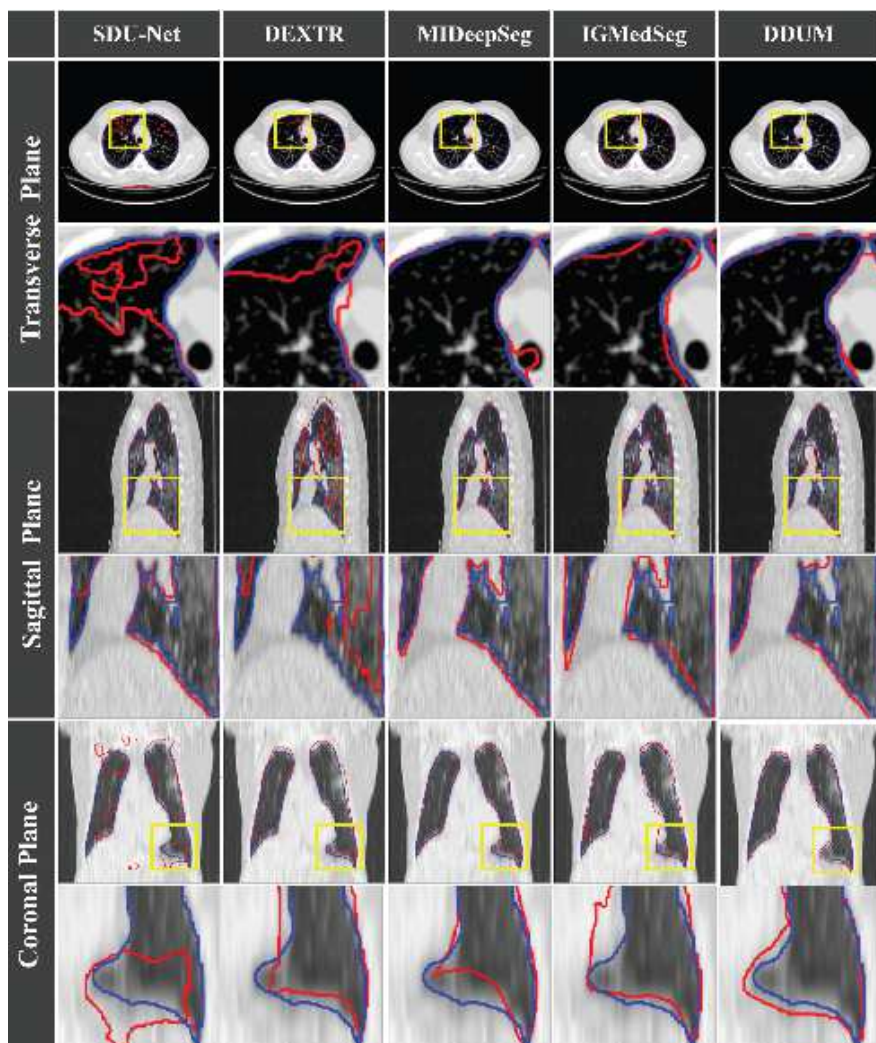 SDU-Net DEXTR MIDeepSeg IGMedSeg DDUM
Transverse Plane
Sagittal Plane
Coronal Plane